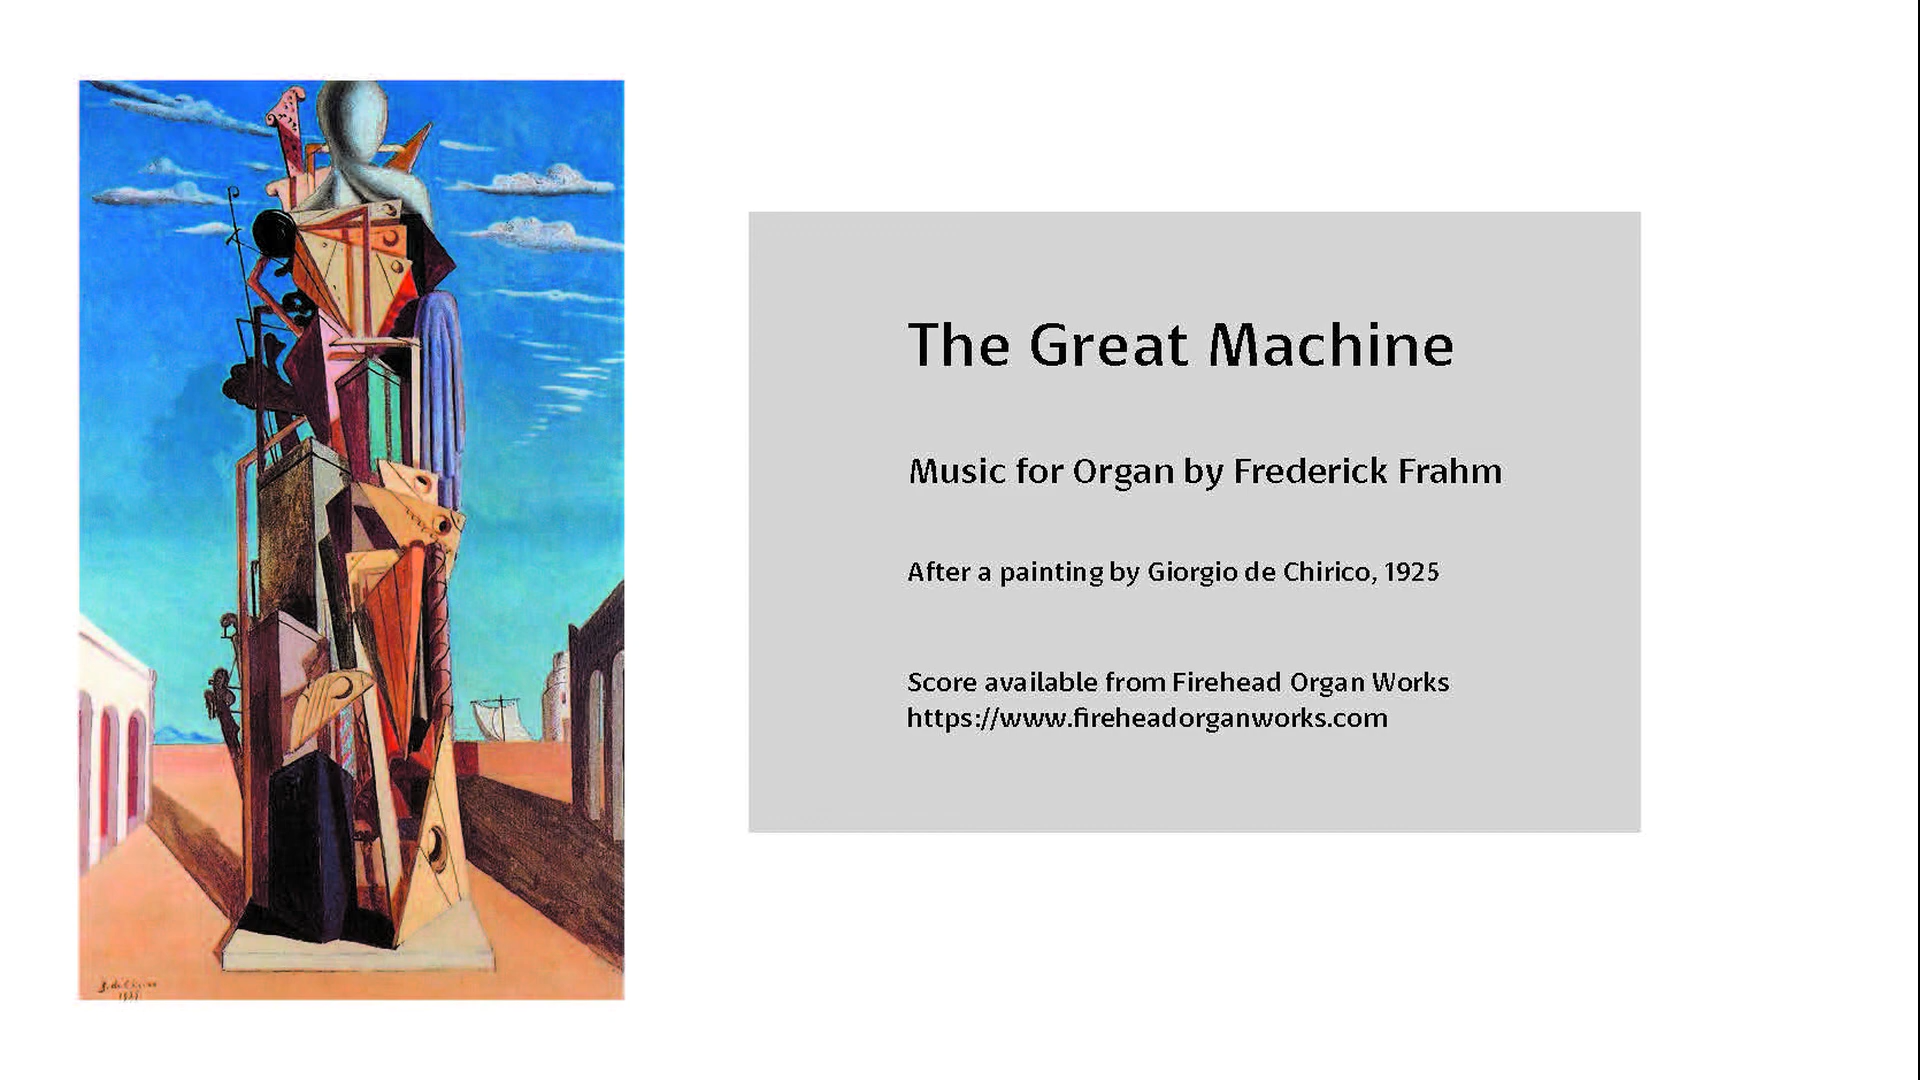 The Great Machine
Music for Organ by Frederick Frahm
After a painting by Giorgio de Chirico, 1925
Score available from Firehead Organ Works
https://www.fireheadorganworks.com